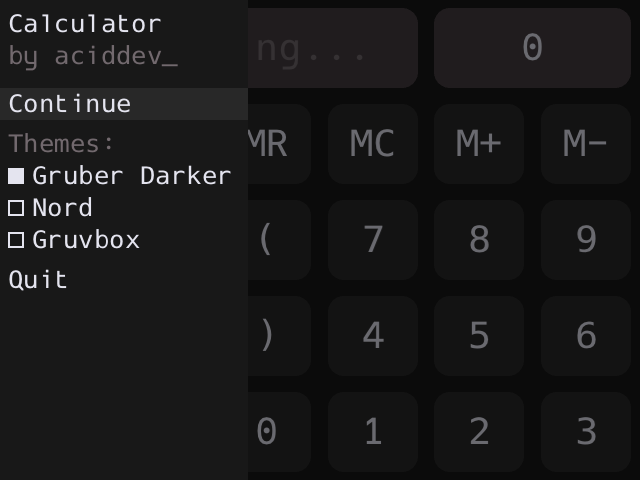 Calculator
by aciddev_
Continue
Themes:
Gruber Darker
Nord
Gruvbox
Quit
ng... 0
MR MC M+ M-
( 7 8 9
) 4 5 6
0 1 2 3